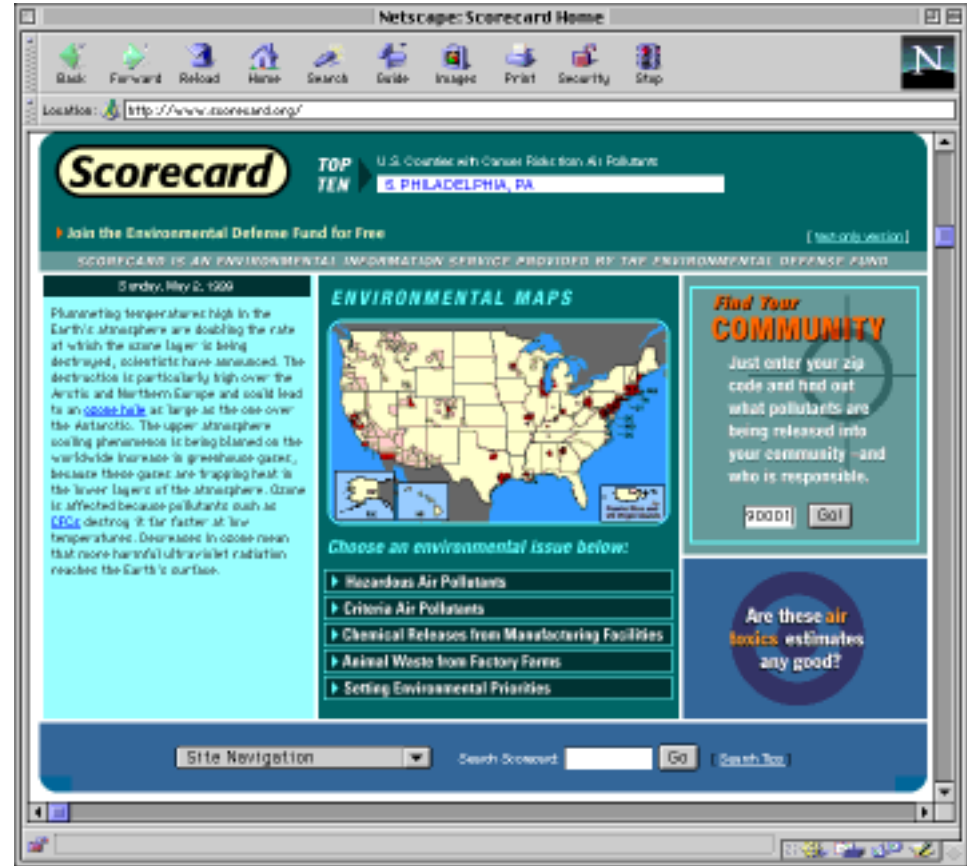 Netscape: Scorecard Home
Back Forward Reload Home Search Guide Images Print Security Stop
N
Location: http://www.scorecard.org/
Scorecard
TOP
TEN
U.S. Counties with Cancer Risks from Air Pollutants
5. PHILADELPHIA, PA
Join the Environmental Defense Fund for Free
[ text-only version ]
SCORECARD IS AN ENVIRONMENTAL INFORMATION SERVICE PROVIDED BY THE ENVIRONMENTAL DEFENSE FUND
Sunday, May 2, 1999
Plummeting temperatures high in the
Earth's atmosphere are doubling the rate
at which the ozone layer is being
destroyed, scientists have announced. The
destruction is particularly high over the
Arctic and Northern Europe and could lead
to an ozone hole as large as the one over
the Antarctic. The upper atmosphere
cooling phenomenon is being blamed on the
worldwide increase in greenhouse gases,
because these gases are trapping heat in
the lower layers of the atmosphere. Ozone
is affected because pollutants such as
CFCs destroy it far faster at low
temperatures. Decreases in ozone mean
that more harmful ultraviolet radiation
reaches the Earth's surface.
ENVIRONMENTAL MAPS
Choose an environmental issue below:
Hazardous Air Pollutants
Criteria Air Pollutants
Chemical Releases from Manufacturing Facilities
Animal Waste from Factory Farms
Setting Environmental Priorities
Find Your
COMMUNITY
Just enter your zip
code and find out
what pollutants are
being released into
your community -and
who is responsible.
90001 Go!
Are these air
toxics estimates
any good?
Site Navigation
Search Scorecard: Go [ Search Tips ]